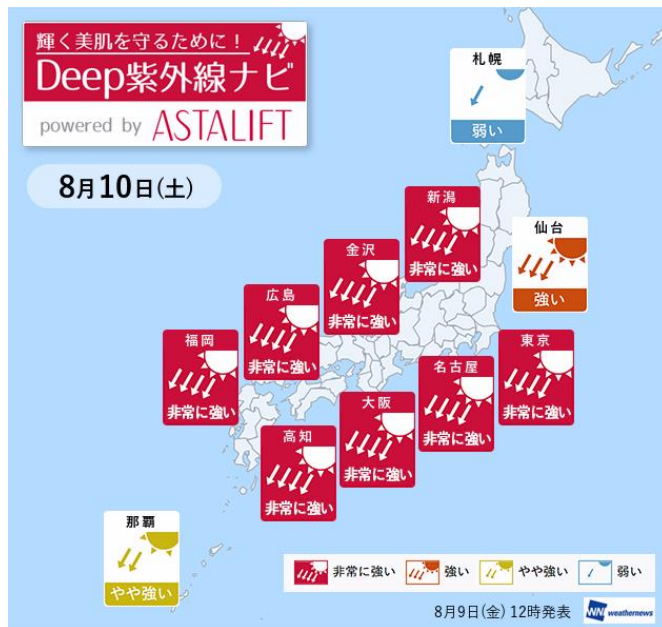 輝く美肌を守るために！
Deep紫外線ナビ
powered by ASTALIFT
8月10日(土)
札幌
弱い
新潟
非常に強い
仙台
強い
金沢
非常に強い
広島
非常に強い
福岡
非常に強い
東京
非常に強い
名古屋
非常に強い
大阪
非常に強い
高知
非常に強い
那覇
やや強い
非常に強い 強い やや強い 弱い
8月9日(金) 12時発表 WN weathernews